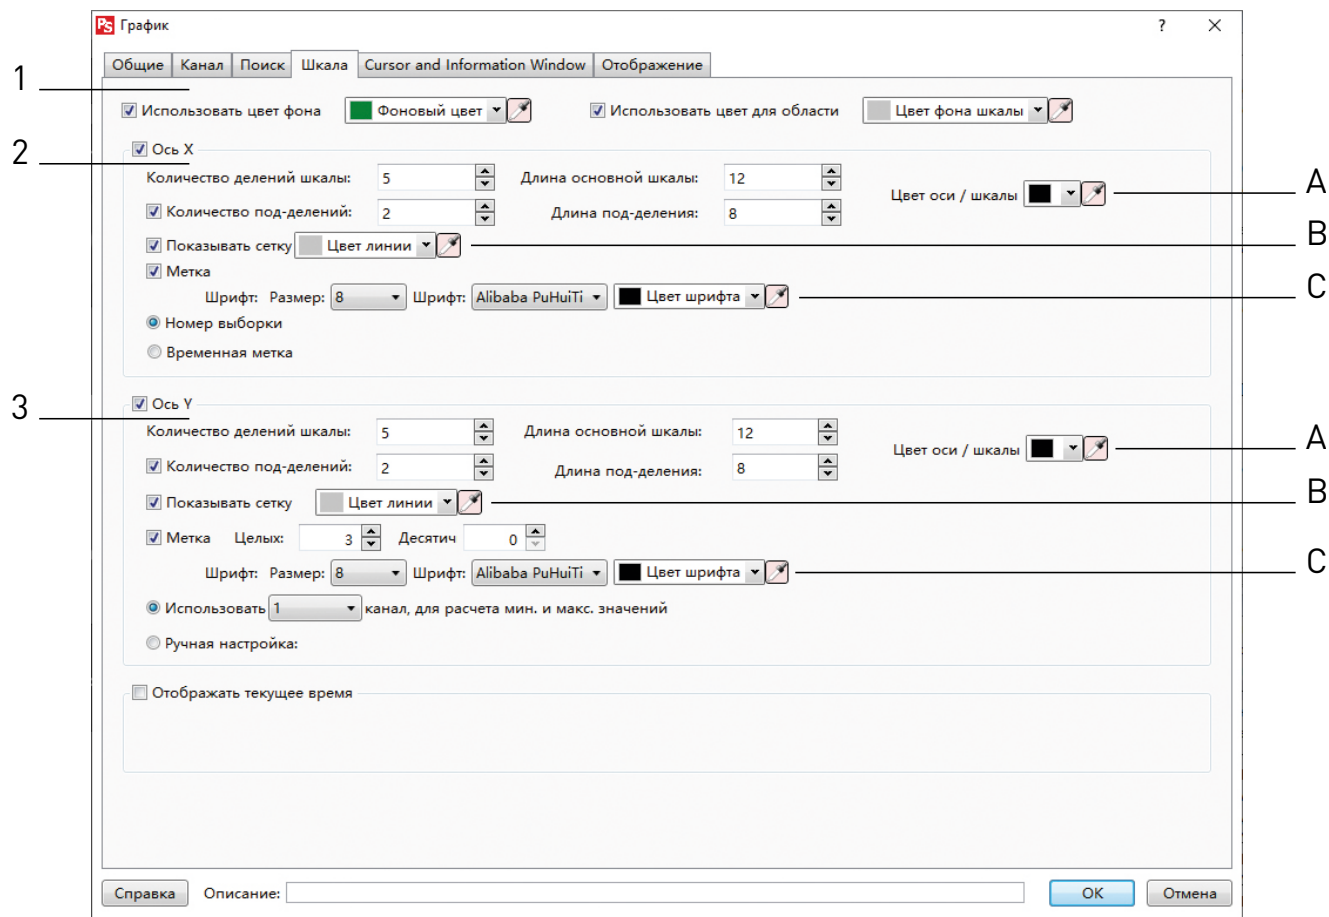 PS График ? ×
Общие Канал Поиск Шкала Cursor and Information Window Отображение
1
Использовать цвет фона Фоновый цвет Использовать цвет для области Цвет фона шкалы
2
Ось X
Количество делений шкалы: 5 Длина основной шкалы: 12
Цвет оси / шкалы A
Количество под-делений: 2 Длина под-деления: 8
Показывать сетку Цвет линии B
Метка
Шрифт: Размер: 8 Шрифт: Alibaba PuHuiTi Цвет шрифта C
Номер выборки
Временная метка
3
Ось Y
Количество делений шкалы: 5 Длина основной шкалы: 12
Цвет оси / шкалы A
Количество под-делений: 2 Длина под-деления: 8
Показывать сетку Цвет линии B
Метка Целых: 3 Десятич 0
Шрифт: Размер: 8 Шрифт: Alibaba PuHuiTi Цвет шрифта C
Использовать 1 канал, для расчета мин. и макс. значений
Ручная настройка:
Отображать текущее время
Справка Описание: OK Отмена